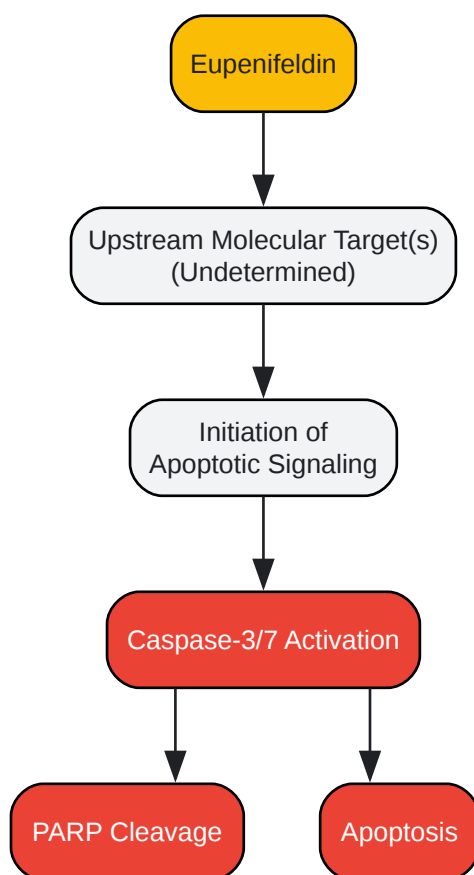 Eupenifeldin
Upstream Molecular Target(s)
(Undetermined)
Initiation of
Apoptotic Signaling
Caspase-3/7 Activation
PARP Cleavage
Apoptosis